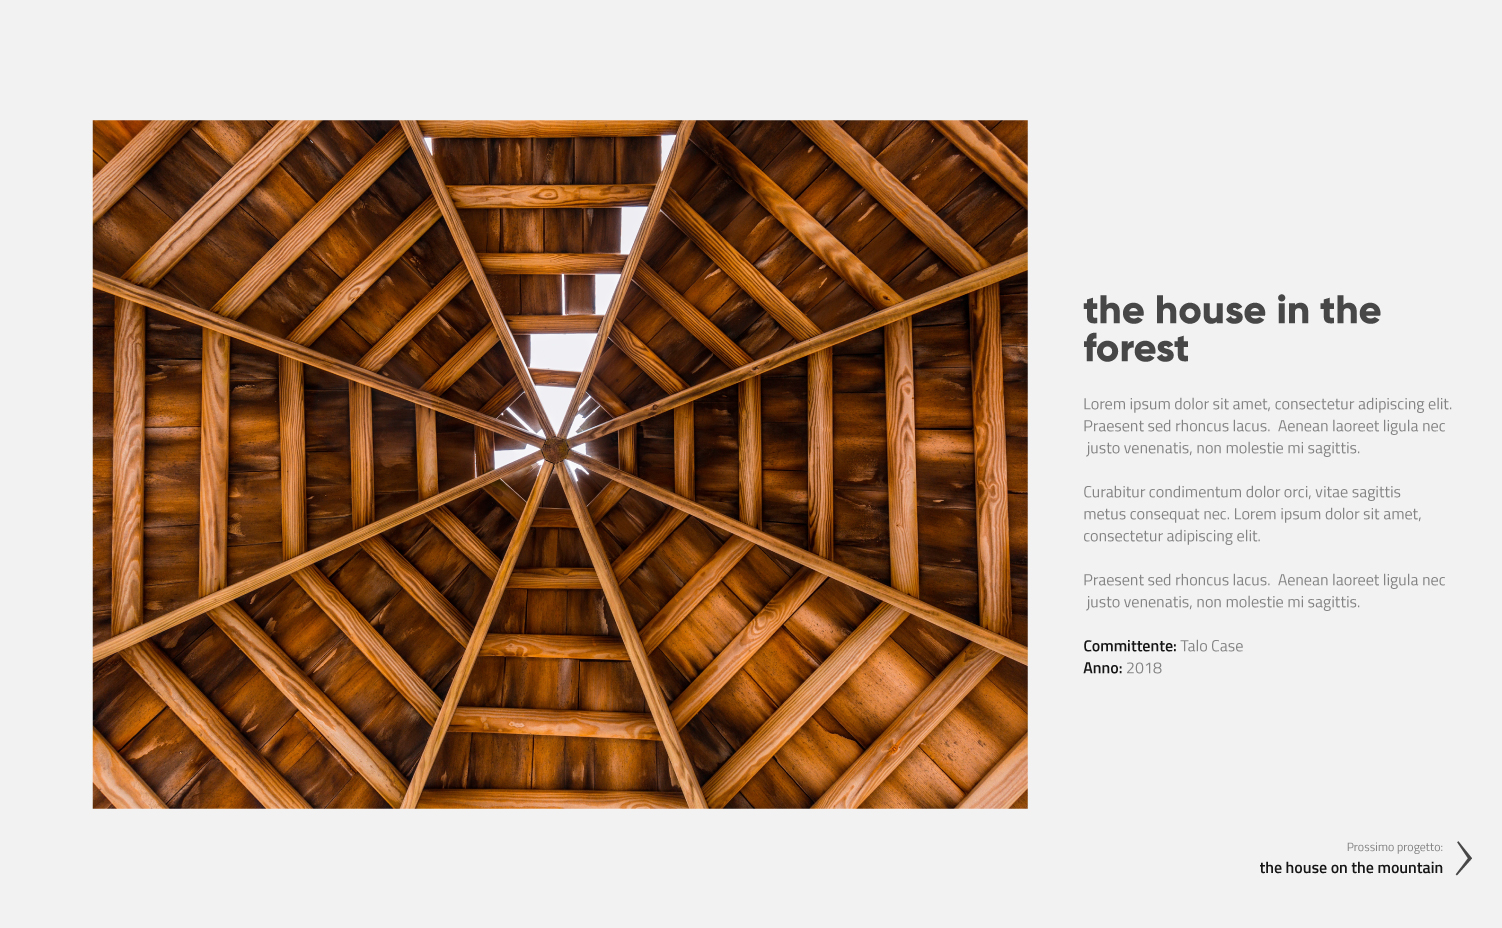 the house in the
forest
Lorem ipsum dolor sit amet, consectetur adipiscing elit.
Praesent sed rhoncus lacus.  Aenean laoreet ligula nec
justo venenatis, non molestie mi sagittis.
Curabitur condimentum dolor orci, vitae sagittis
metus consequat nec. Lorem ipsum dolor sit amet,
consectetur adipiscing elit.
Praesent sed rhoncus lacus.  Aenean laoreet ligula nec
justo venenatis, non molestie mi sagittis.
Committente: Talo Case
Anno: 2018
Prossimo progetto:
the house on the mountain